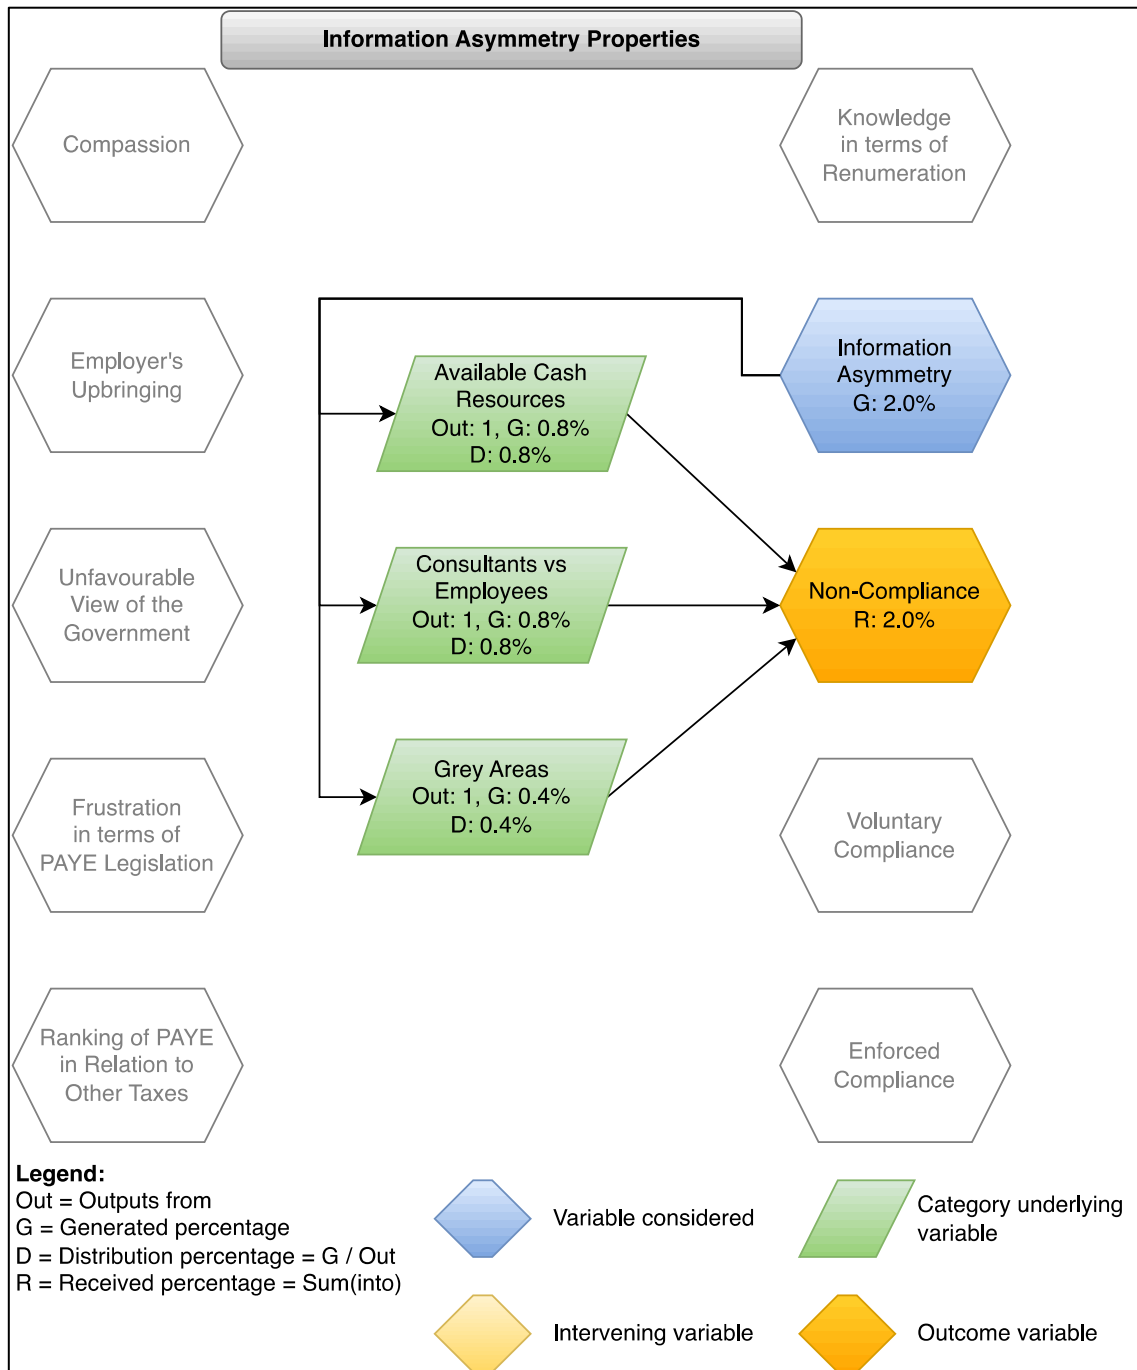 Information Asymmetry Properties
Compassion
Knowledge
in terms of
Renumeration
Employer's
Upbringing
Available Cash
Resources
Out: 1, G: 0.8%
D: 0.8%
Information
Asymmetry
G: 2.0%
Unfavourable
View of the
Government
Consultants vs
Employees
Out: 1, G: 0.8%
D: 0.8%
Non-Compliance
R: 2.0%
Frustration
in terms of
PAYE Legislation
Grey Areas
Out: 1, G: 0.4%
D: 0.4%
Voluntary
Compliance
Ranking of PAYE
in Relation to
Other Taxes
Enforced
Compliance
Legend:
Out = Outputs from
G = Generated percentage
D = Distribution percentage = G / Out
R = Received percentage = Sum(into)
Variable considered
Category underlying
variable
Intervening variable
Outcome variable